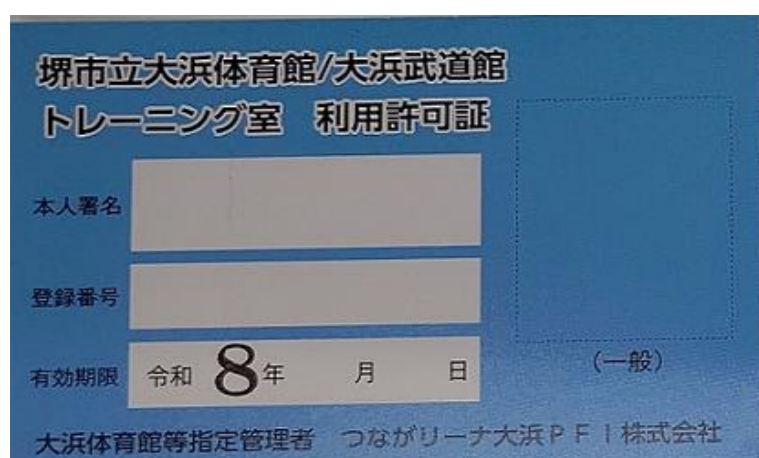 堺市立大浜体育館/大浜武道館
トレーニング室 利用許可証
本人署名
登録番号
有効期限 令和 8年 月 日
(一般)
大浜体育館等指定管理者 つながリーナ大浜PFI株式会社